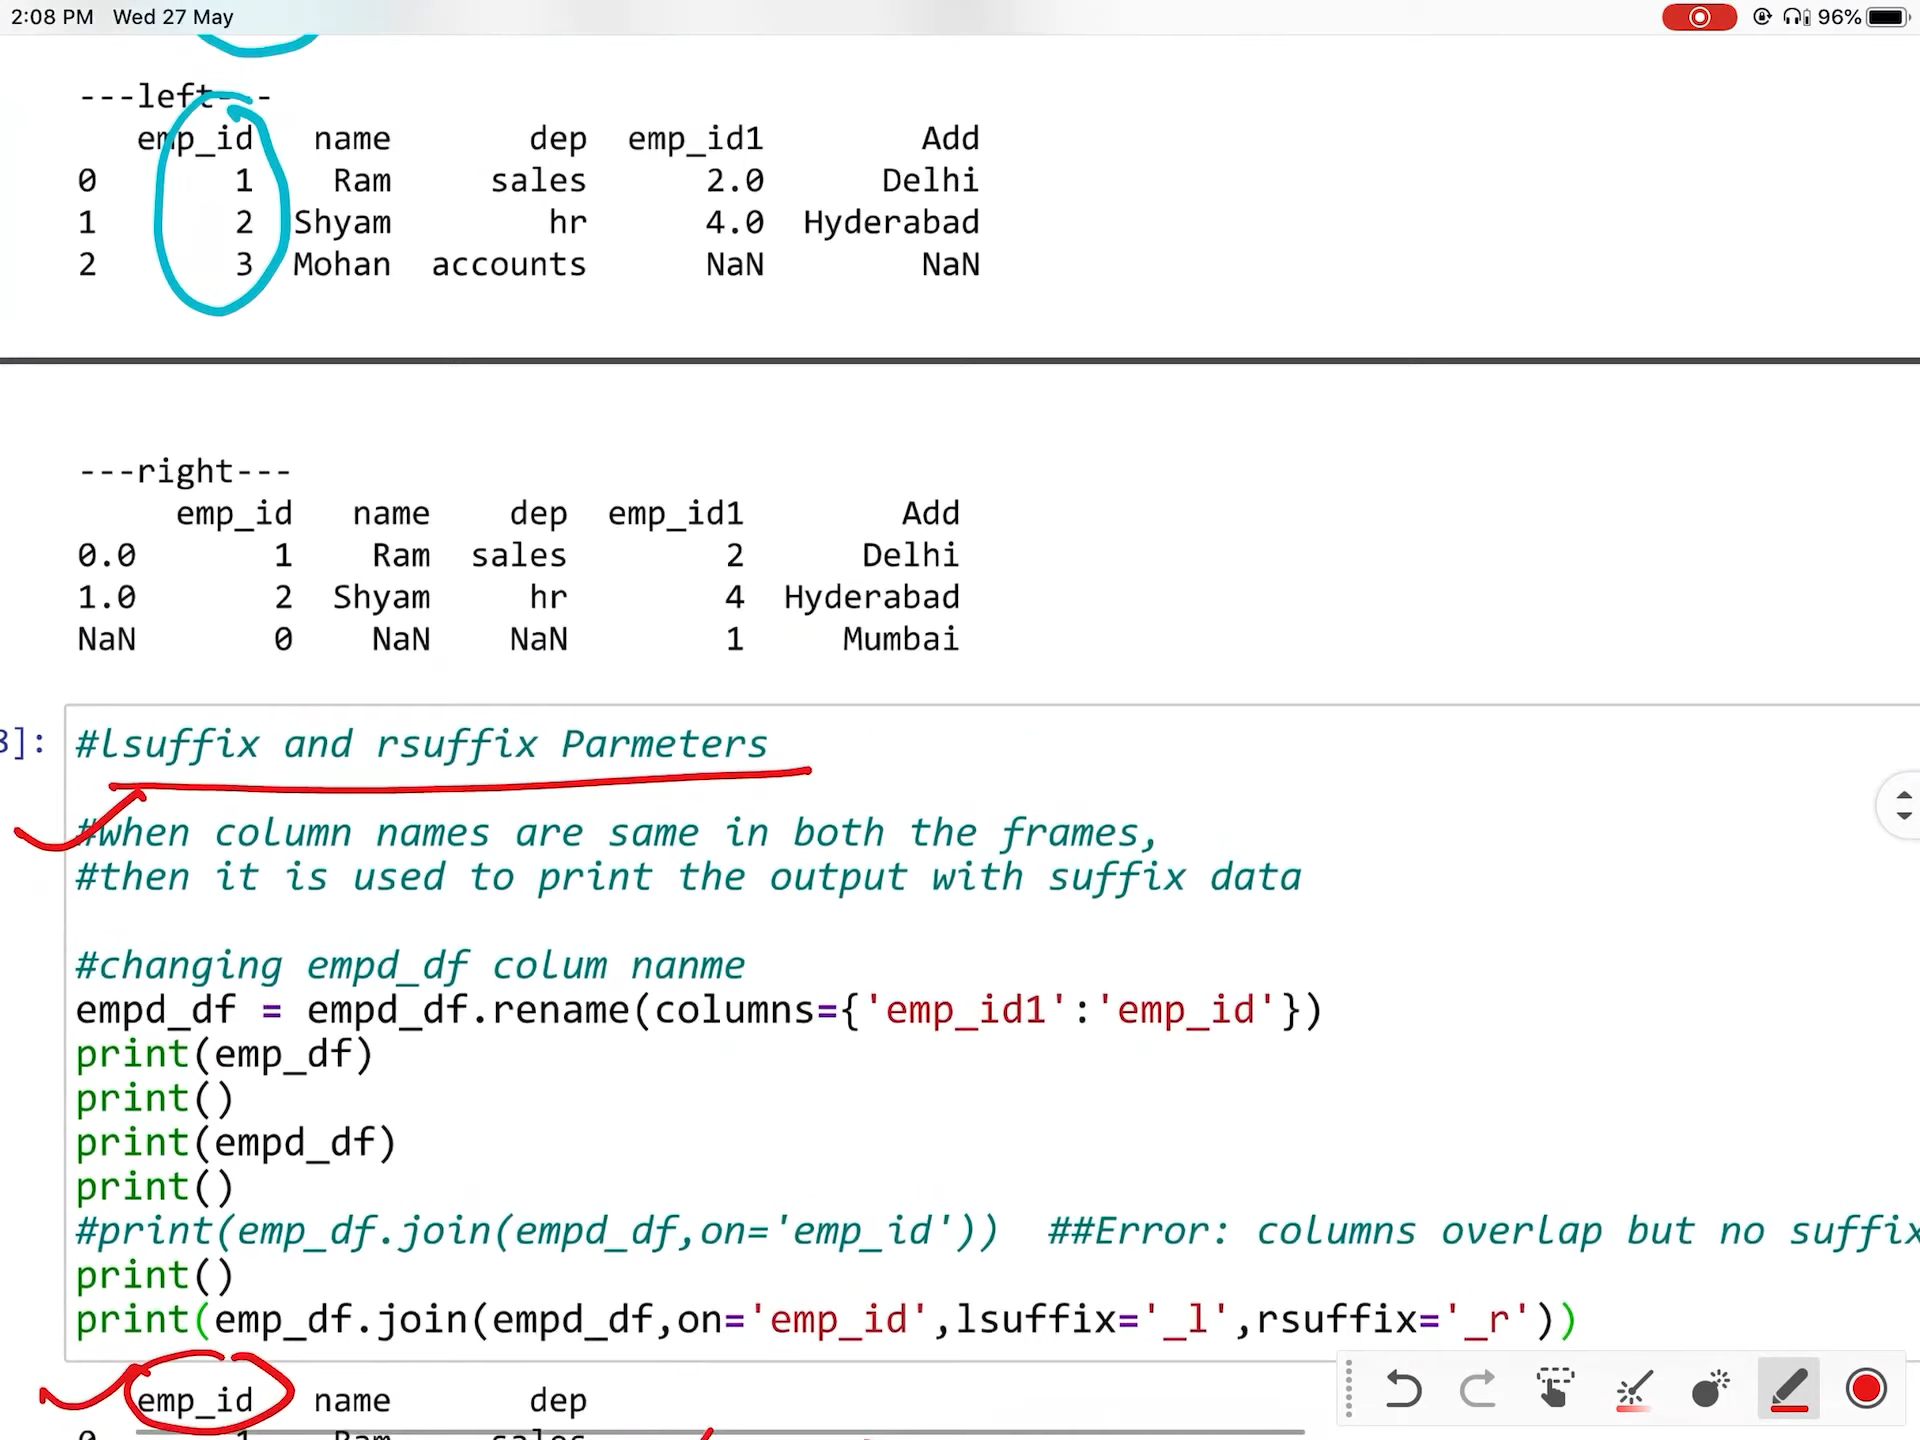 2:08 PM Wed 27 May
96%
---left---
emp_id name dep emp_id1 Add
0 1 Ram sales 2.0 Delhi
1 2 Shyam hr 4.0 Hyderabad
2 3 Mohan accounts NaN NaN
---right---
emp_id name dep emp_id1 Add
0.0 1 Ram sales 2 Delhi
1.0 2 Shyam hr 4 Hyderabad
NaN 0 NaN NaN 1 Mumbai
3]: #lsuffix and rsuffix Parmeters
#when column names are same in both the frames,
#then it is used to print the output with suffix data
#changing empd_df colum nanme
empd_df = empd_df.rename(columns={'emp_id1':'emp_id'})
print(emp_df)
print()
print(empd_df)
print()
#print(emp_df.join(empd_df,on='emp_id')) ##Error: columns overlap but no suffix
print()
print(emp_df.join(empd_df,on='emp_id',lsuffix='_l',rsuffix='_r'))
emp_id name dep
0 1 Ram sales